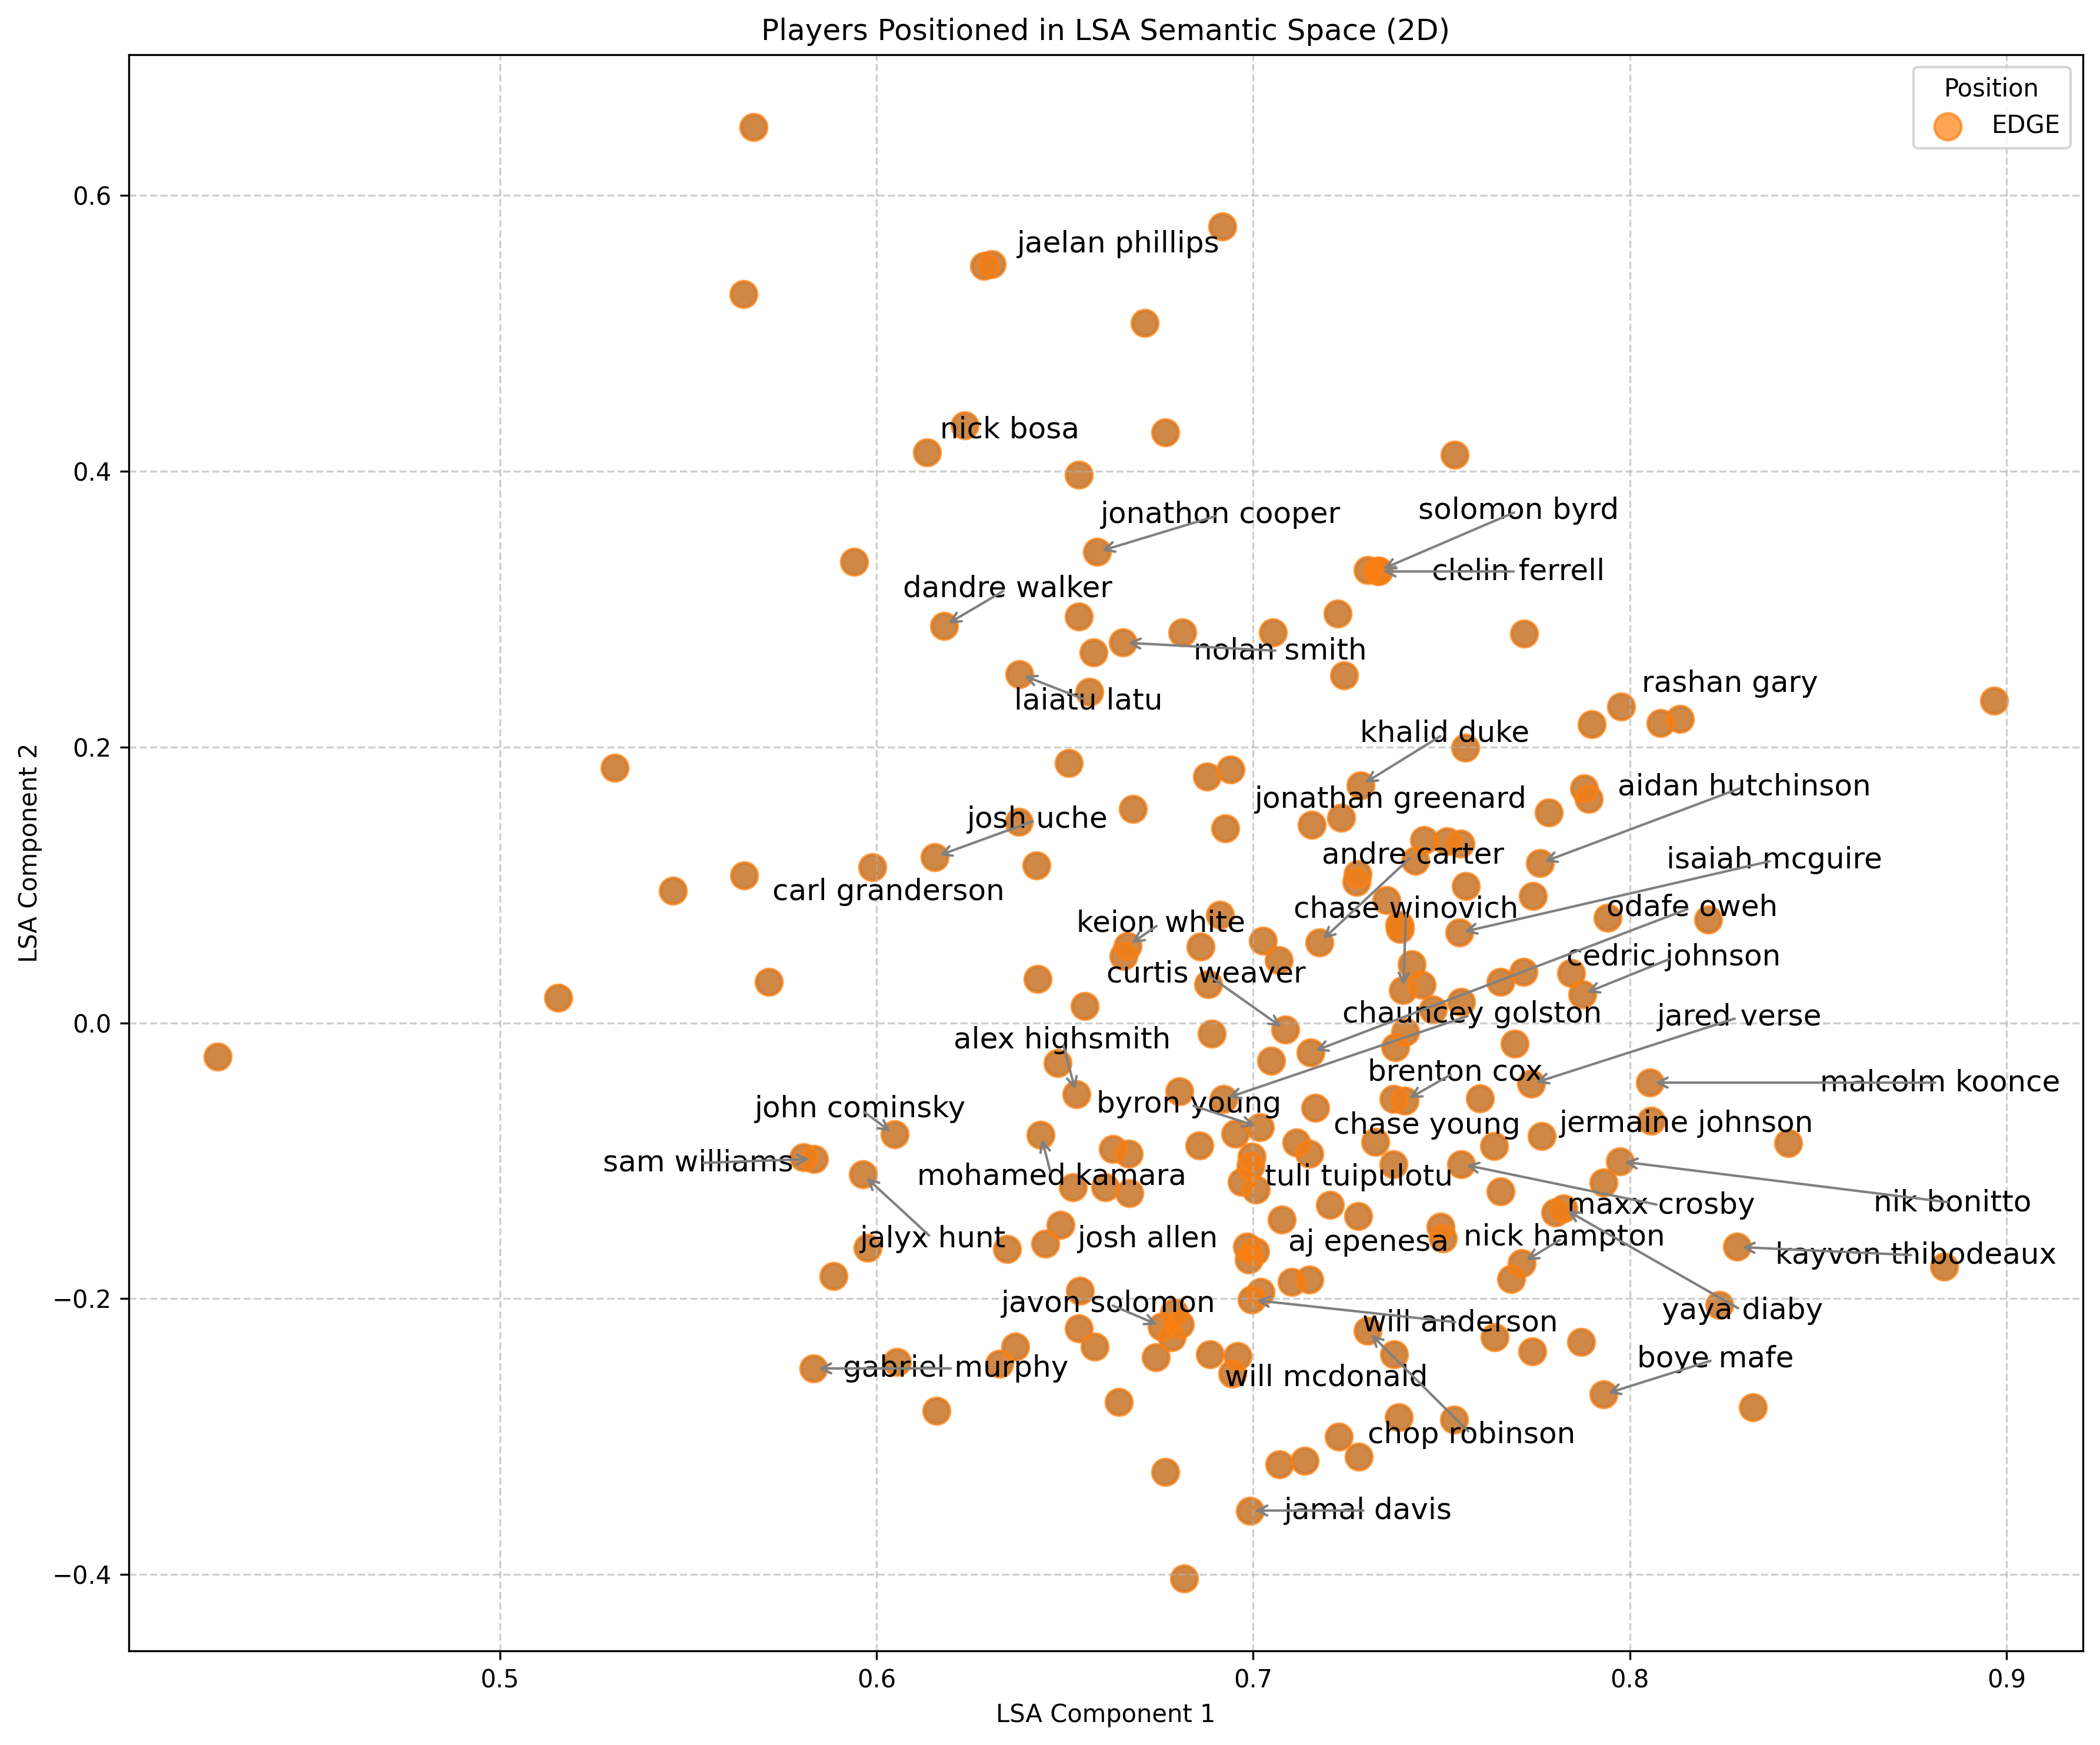 Players Positioned in LSA Semantic Space (2D)
Position
EDGE
0.6
0.4
0.2
0.0
−0.2
−0.4
LSA Component 2
jaelan phillips
nick bosa
jonathon cooper
solomon byrd
clelin ferrell
dandre walker
nolan smith
laiatu latu
rashan gary
khalid duke
aidan hutchinson
jonathan greenard
josh uche
andre carter
isaiah mcguire
carl granderson
chase winovich
odafe oweh
keion white
cedric johnson
curtis weaver
chauncey golston
jared verse
alex highsmith
brenton cox
malcolm koonce
byron young
john cominsky
chase young
jermaine johnson
sam williams
mohamed kamara
tuli tuipulotu
nik bonitto
maxx crosby
jalyx hunt
josh allen
aj epenesa
nick hampton
kayvon thibodeaux
javon solomon
yaya diaby
will anderson
boye mafe
gabriel murphy
will mcdonald
chop robinson
jamal davis
0.5
0.6
0.7
0.8
0.9
LSA Component 1